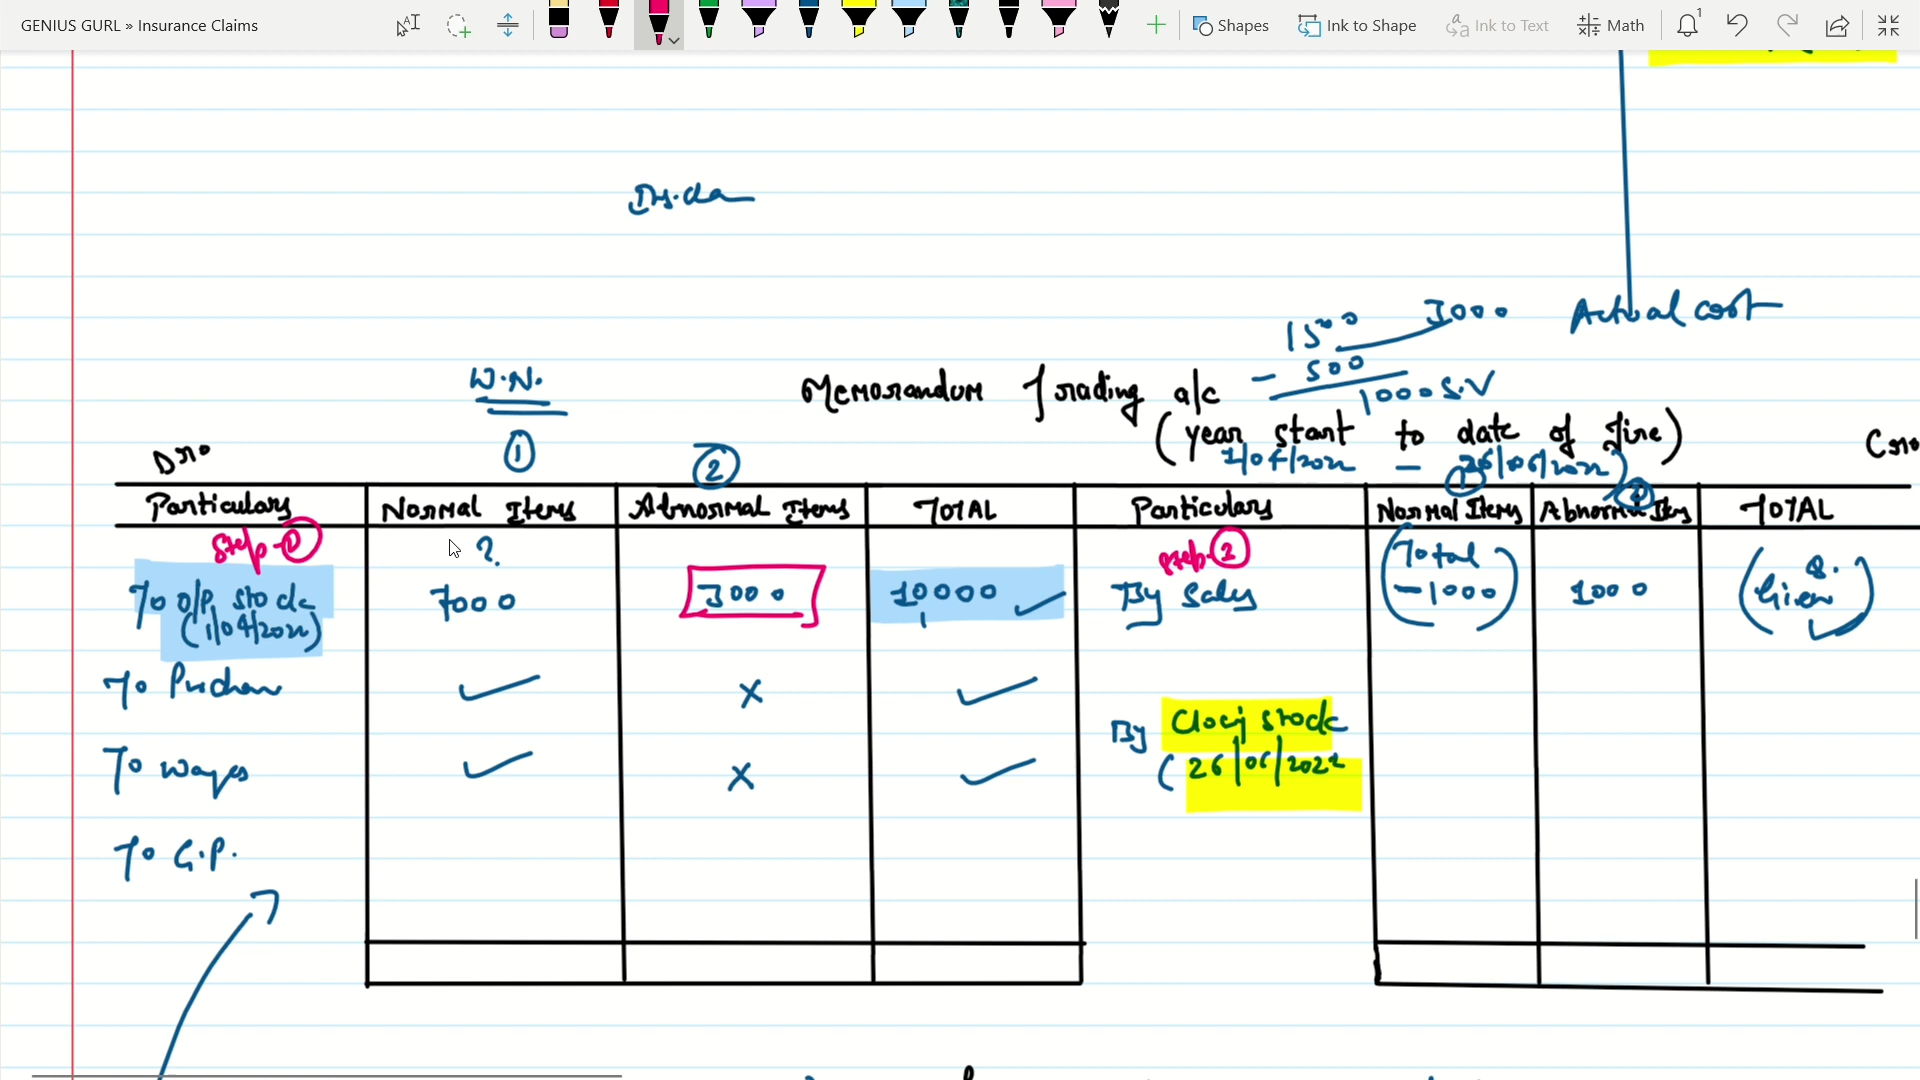 GENIUS GURL » Insurance Claims
Shapes
Ink to Shape
Ink to Text
Math
1
1500
3000
Actual cost
- 500
1000 S.V
W.N.
Memorandum Trading a/c
(year start to date of fire)
1/04/2022 - 26/06/2022)
①
②
①
②
Particulars Normal Items Abnormal Items TOTAL Particulars Normal Items Abnormal Items TOTAL
Step-①
?
Step-②
To o/p stock 7000 3000 10000 By Sales (Total -1000) 1000 (Q. Given)
(1/04/2022)
To Purchase ✓ × ✓
By Closing stock
(26/06/2022
To Wages ✓ × ✓
To G.P.